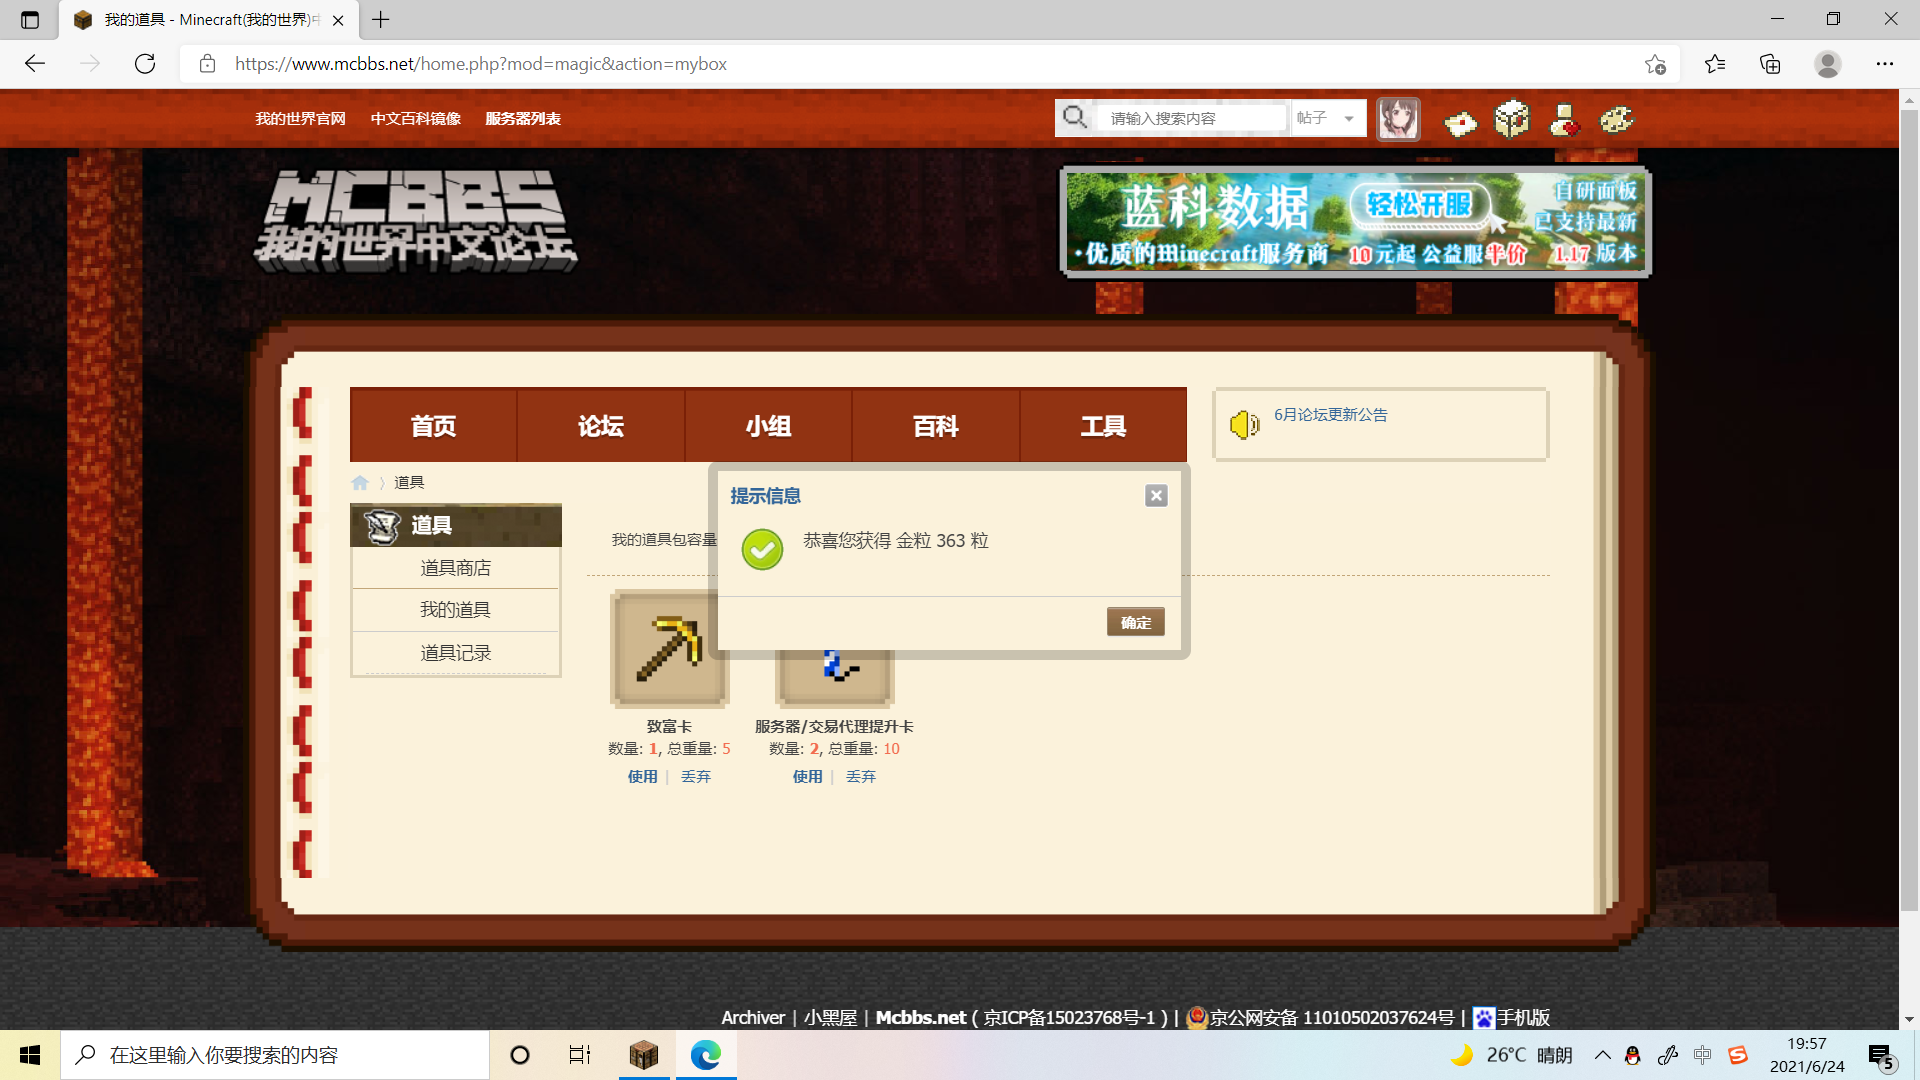 我的道具 - Minecraft(我的世界)
https://www.mcbbs.net/home.php?mod=magic&action=mybox
我的世界官网 中文百科镜像 服务器列表
请输入搜索内容 帖子
MCBBS
我的世界中文论坛
蓝科数据 轻松开服 自研面板
已支持最新
·优质的Minecraft服务商 10元起 公益服半价 1.17版本
首页 论坛 小组 百科 工具
6月论坛更新公告
〉道具
道具
道具商店
我的道具
道具记录
我的道具包容量
提示信息
恭喜您获得 金粒 363 粒
确定
致富卡
数量: 1, 总重量: 5
使用 | 丢弃
服务器/交易代理提升卡
数量: 2, 总重量: 10
使用 | 丢弃
Archiver | 小黑屋 | Mcbbs.net ( 京ICP备15023768号-1 ) | 京公网安备 11010502037624号 | 手机版
在这里输入你要搜索的内容
26°C 晴朗
中
19:57
2021/6/24
5